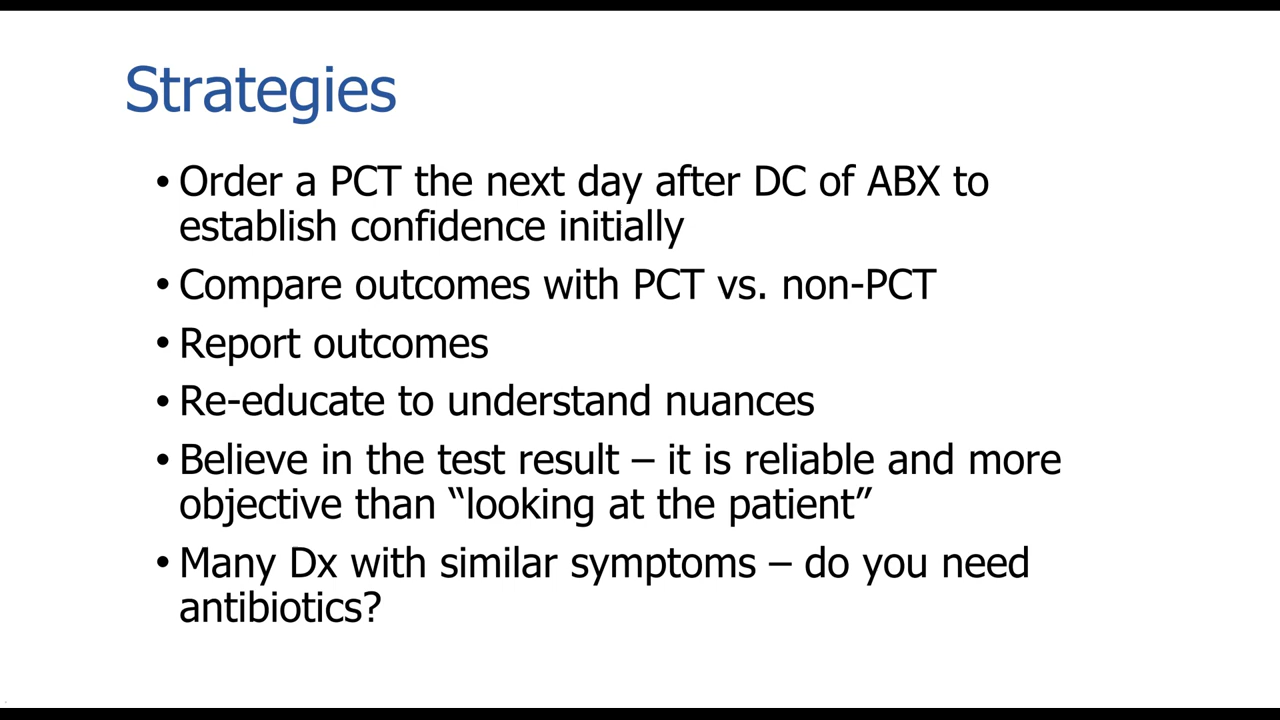 Strategies
• Order a PCT the next day after DC of ABX to
establish confidence initially
• Compare outcomes with PCT vs. non-PCT
• Report outcomes
• Re-educate to understand nuances
• Believe in the test result – it is reliable and more
objective than “looking at the patient”
• Many Dx with similar symptoms – do you need
antibiotics?